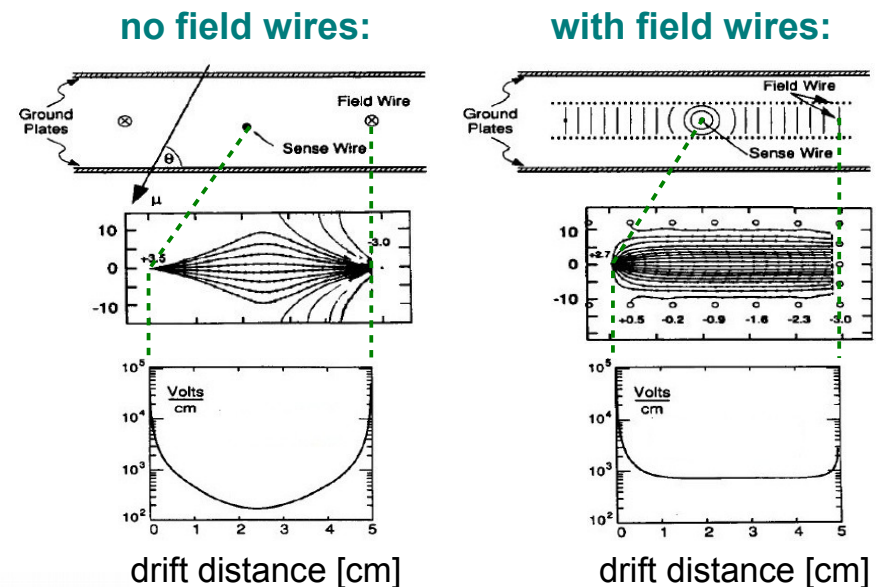 no field wires:
with field wires:
Ground
Plates
Field Wire
Sense Wire
θ
μ
Ground
Plates
Field Wire
Sense Wire
10
0
-10
+3.5
-3.0
10
0
-10
+2.7
+0.5 -0.2 -0.9 -1.6 -2.3 -3.0
10⁵
10⁴
10³
10²
Volts
cm
0 1 2 3 4 5
drift distance [cm]
10⁵
10⁴
10³
10²
Volts
cm
0 1 2 3 4 5
drift distance [cm]